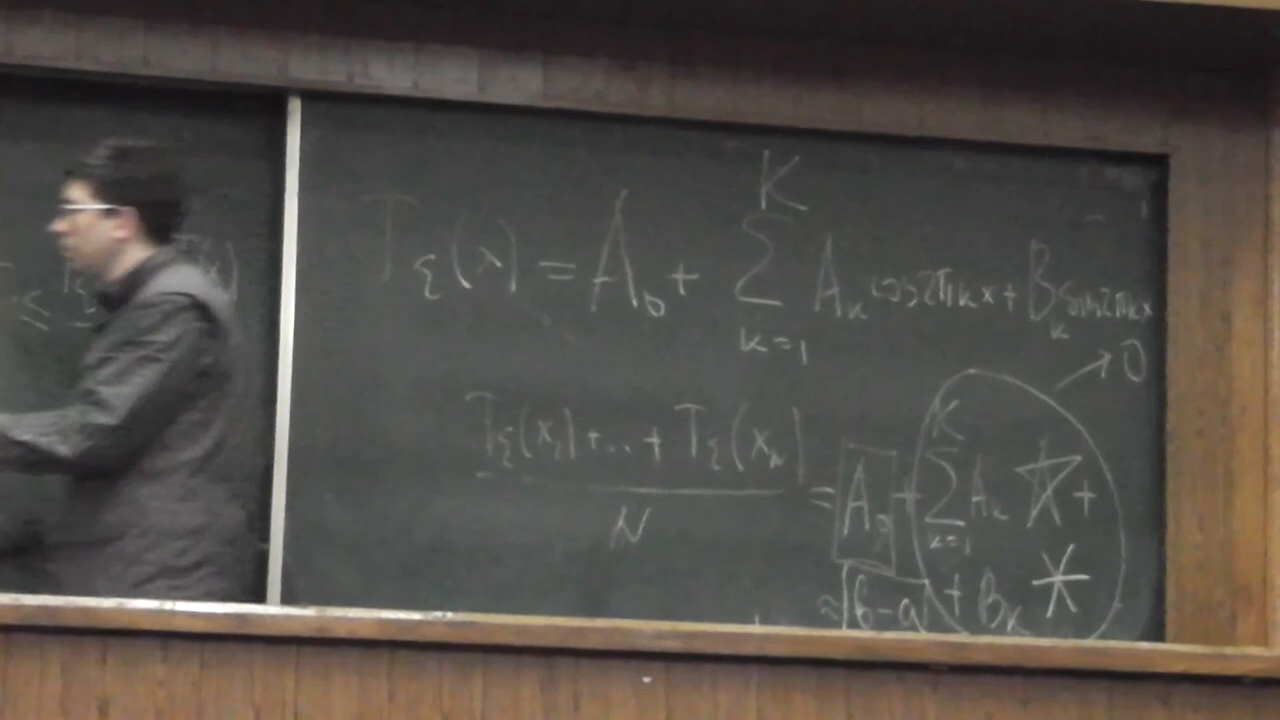 T_ε(x) = A_0 + Σ_{k=1}^{K} A_k cos2πkx + B_k sin2πkx
(T_ε(x_1)+...+T_ε(x_N))/N = A_0 + Σ_{k=1}^{K} A_k ☆ + → 0
≈ |b-a| + B_k *
≤